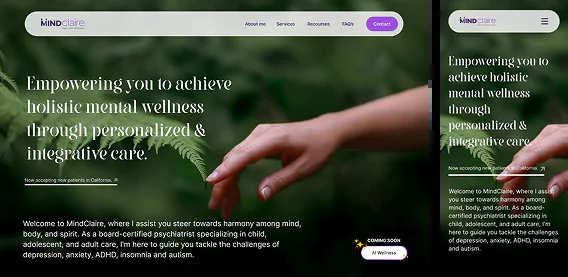 MINDclaire
About me
Services
Recourses
FAQ's
Contact
Empowering you to achieve
holistic mental wellness
through personalized &
integrative care.
Now accepting new patients in California. ↗
Welcome to MindClaire, where I assist you steer towards harmony among mind,
body, and spirit. As a board-certified psychiatrist specializing in child,
adolescent, and adult care, I'm here to guide you tackle the challenges of
depression, anxiety, ADHD, insomnia and autism.
COMING SOON
AI Wellness
MINDclaire
Empowering you to
achieve holistic
mental wellness
through
personalized &
integrative care.
Now accepting new patients in California. ↗
Welcome to MindClaire, where I assist
you steer towards harmony among
mind, body, and spirit. As a board-
certified psychiatrist specializing in
child, adolescent, and adult care, I'm
here to guide you tackle the challenges
of depression, anxiety, ADHD, insomnia
and autism.